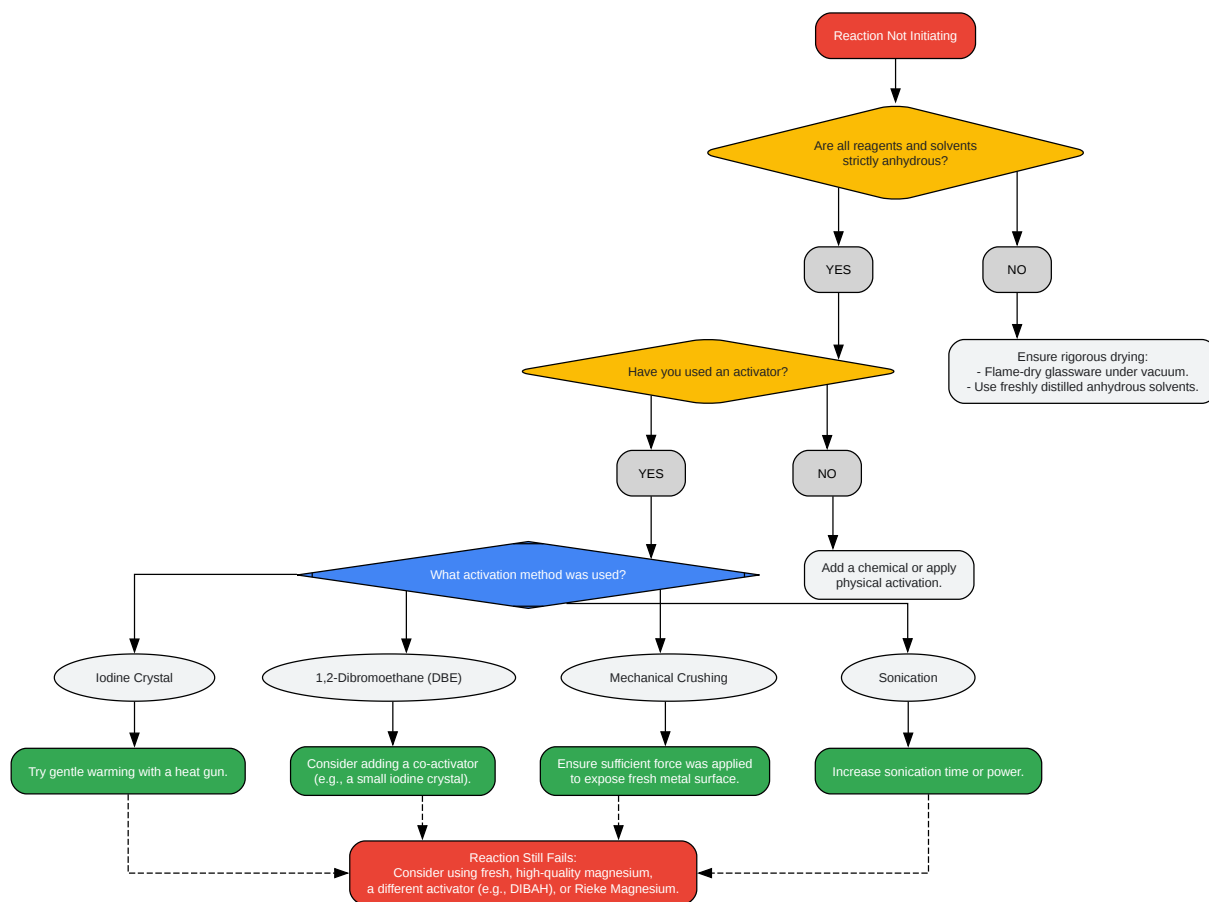 Reaction Not Initiating
Are all reagents and solvents
strictly anhydrous?
YES
NO
Ensure rigorous drying:
- Flame-dry glassware under vacuum.
- Use freshly distilled anhydrous solvents.
Have you used an activator?
YES
NO
Add a chemical or apply
physical activation.
What activation method was used?
Iodine Crystal
1,2-Dibromoethane (DBE)
Mechanical Crushing
Sonication
Try gentle warming with a heat gun.
Consider adding a co-activator
(e.g., a small iodine crystal).
Ensure sufficient force was applied
to expose fresh metal surface.
Increase sonication time or power.
Reaction Still Fails:
Consider using fresh, high-quality magnesium,
a different activator (e.g., DIBAH), or Rieke Magnesium.